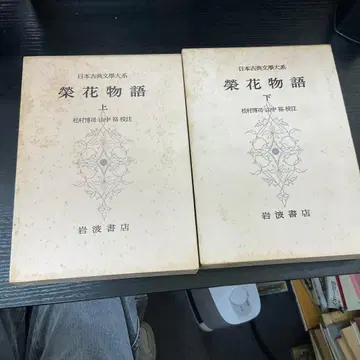 日本古典文學大系
榮花物語
上
松村博司 山中 裕 校注
岩波書店
日本古典文學大系
榮花物語
下
松村博司 山中 裕 校注
岩波書店